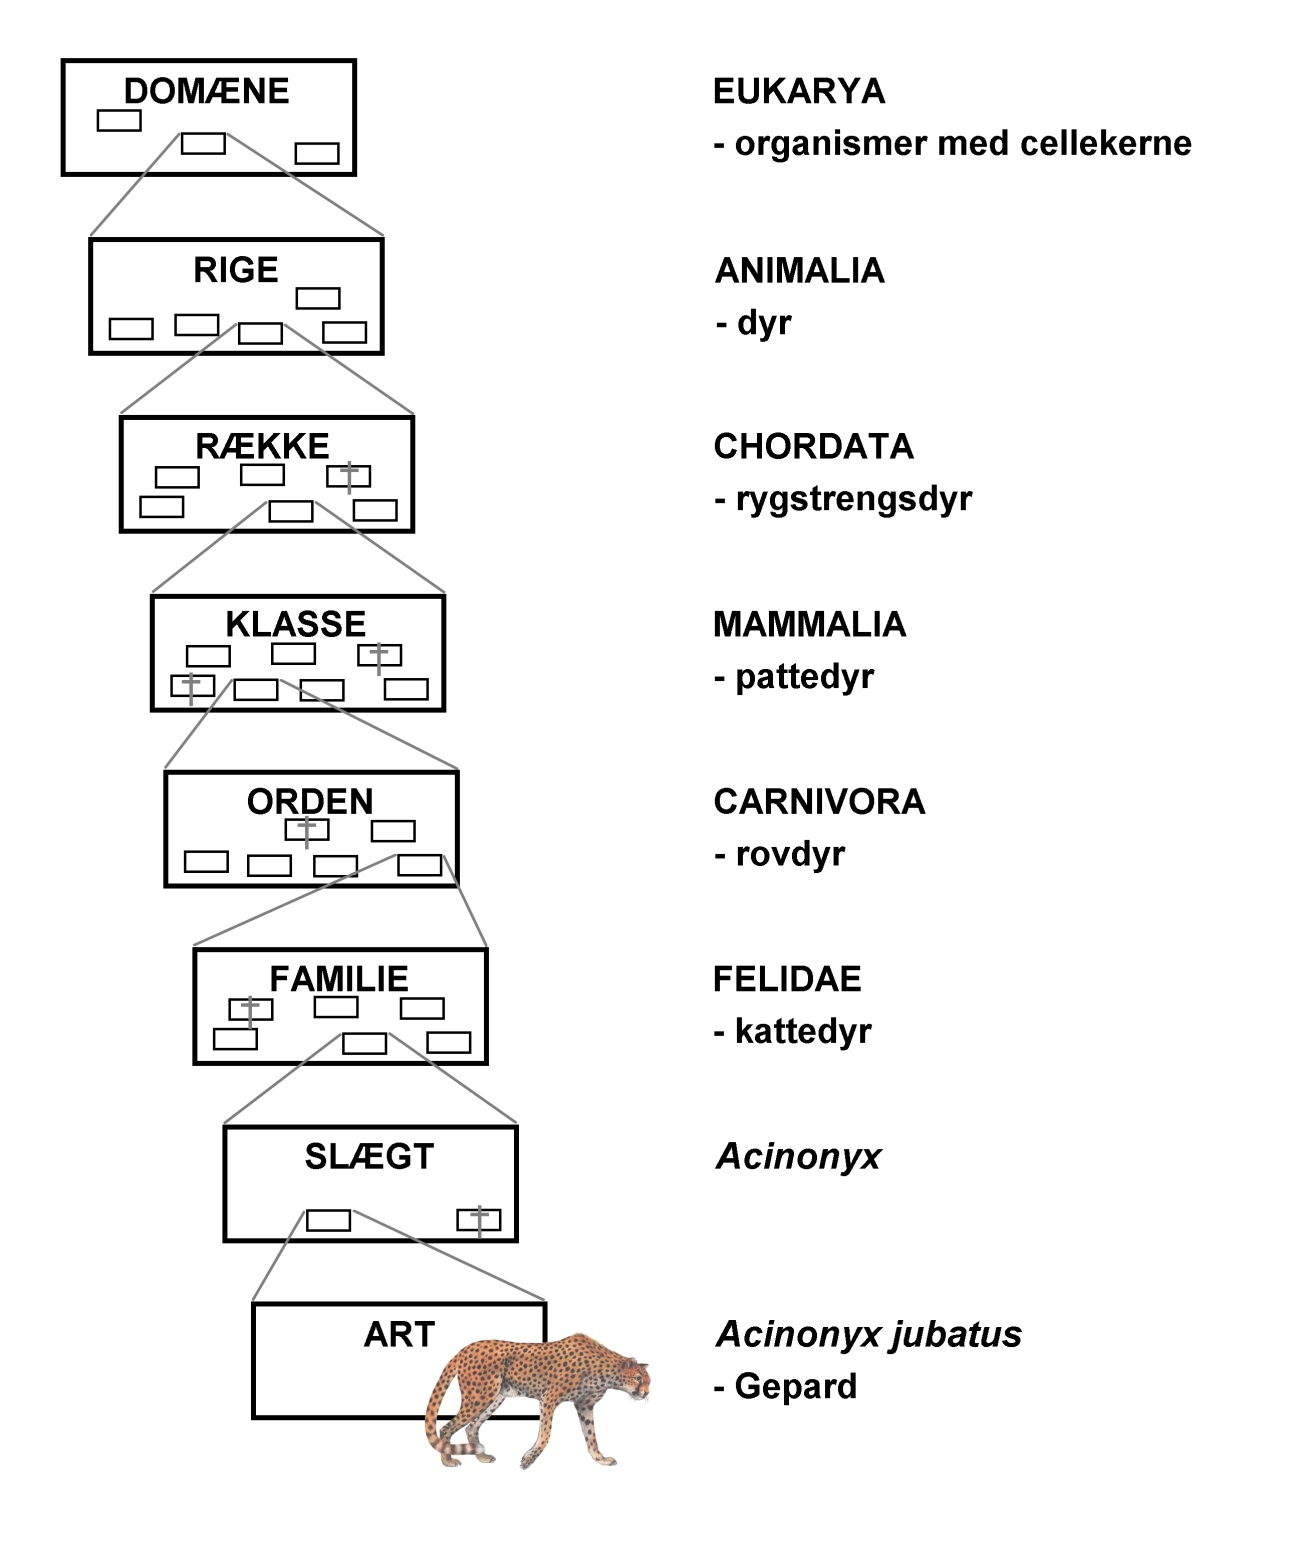 DOMÆNE
EUKARYA
- organismer med cellekerne
RIGE
ANIMALIA
- dyr
RÆKKE
CHORDATA
- rygstrengsdyr
KLASSE
MAMMALIA
- pattedyr
ORDEN
CARNIVORA
- rovdyr
FAMILIE
FELIDAE
- kattedyr
SLÆGT
Acinonyx
ART
Acinonyx jubatus
- Gepard